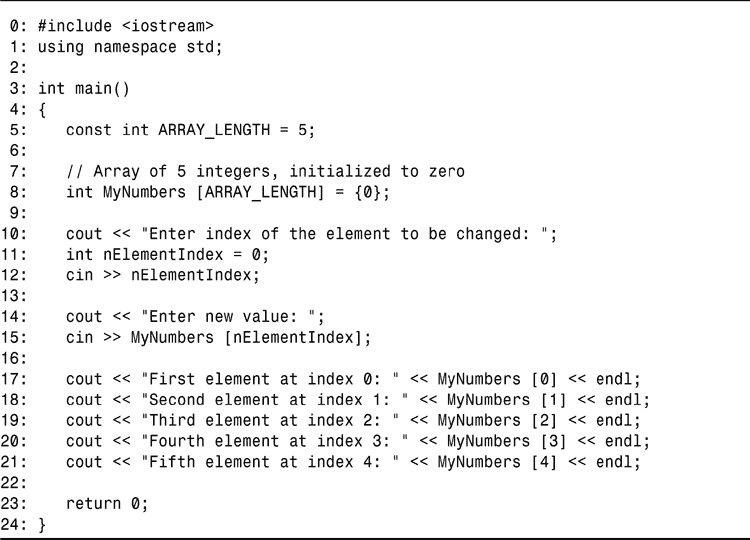 0: #include <iostream>
1: using namespace std;
2:
3: int main()
4: {
5:    const int ARRAY_LENGTH = 5;
6:
7:    // Array of 5 integers, initialized to zero
8:    int MyNumbers [ARRAY_LENGTH] = {0};
9:
10:    cout << "Enter index of the element to be changed: ";
11:    int nElementIndex = 0;
12:    cin >> nElementIndex;
13:
14:    cout << "Enter new value: ";
15:    cin >> MyNumbers [nElementIndex];
16:
17:    cout << "First element at index 0: " << MyNumbers [0] << endl;
18:    cout << "Second element at index 1: " << MyNumbers [1] << endl;
19:    cout << "Third element at index 2: " << MyNumbers [2] << endl;
20:    cout << "Fourth element at index 3: " << MyNumbers [3] << endl;
21:    cout << "Fifth element at index 4: " << MyNumbers [4] << endl;
22:
23:    return 0;
24: }